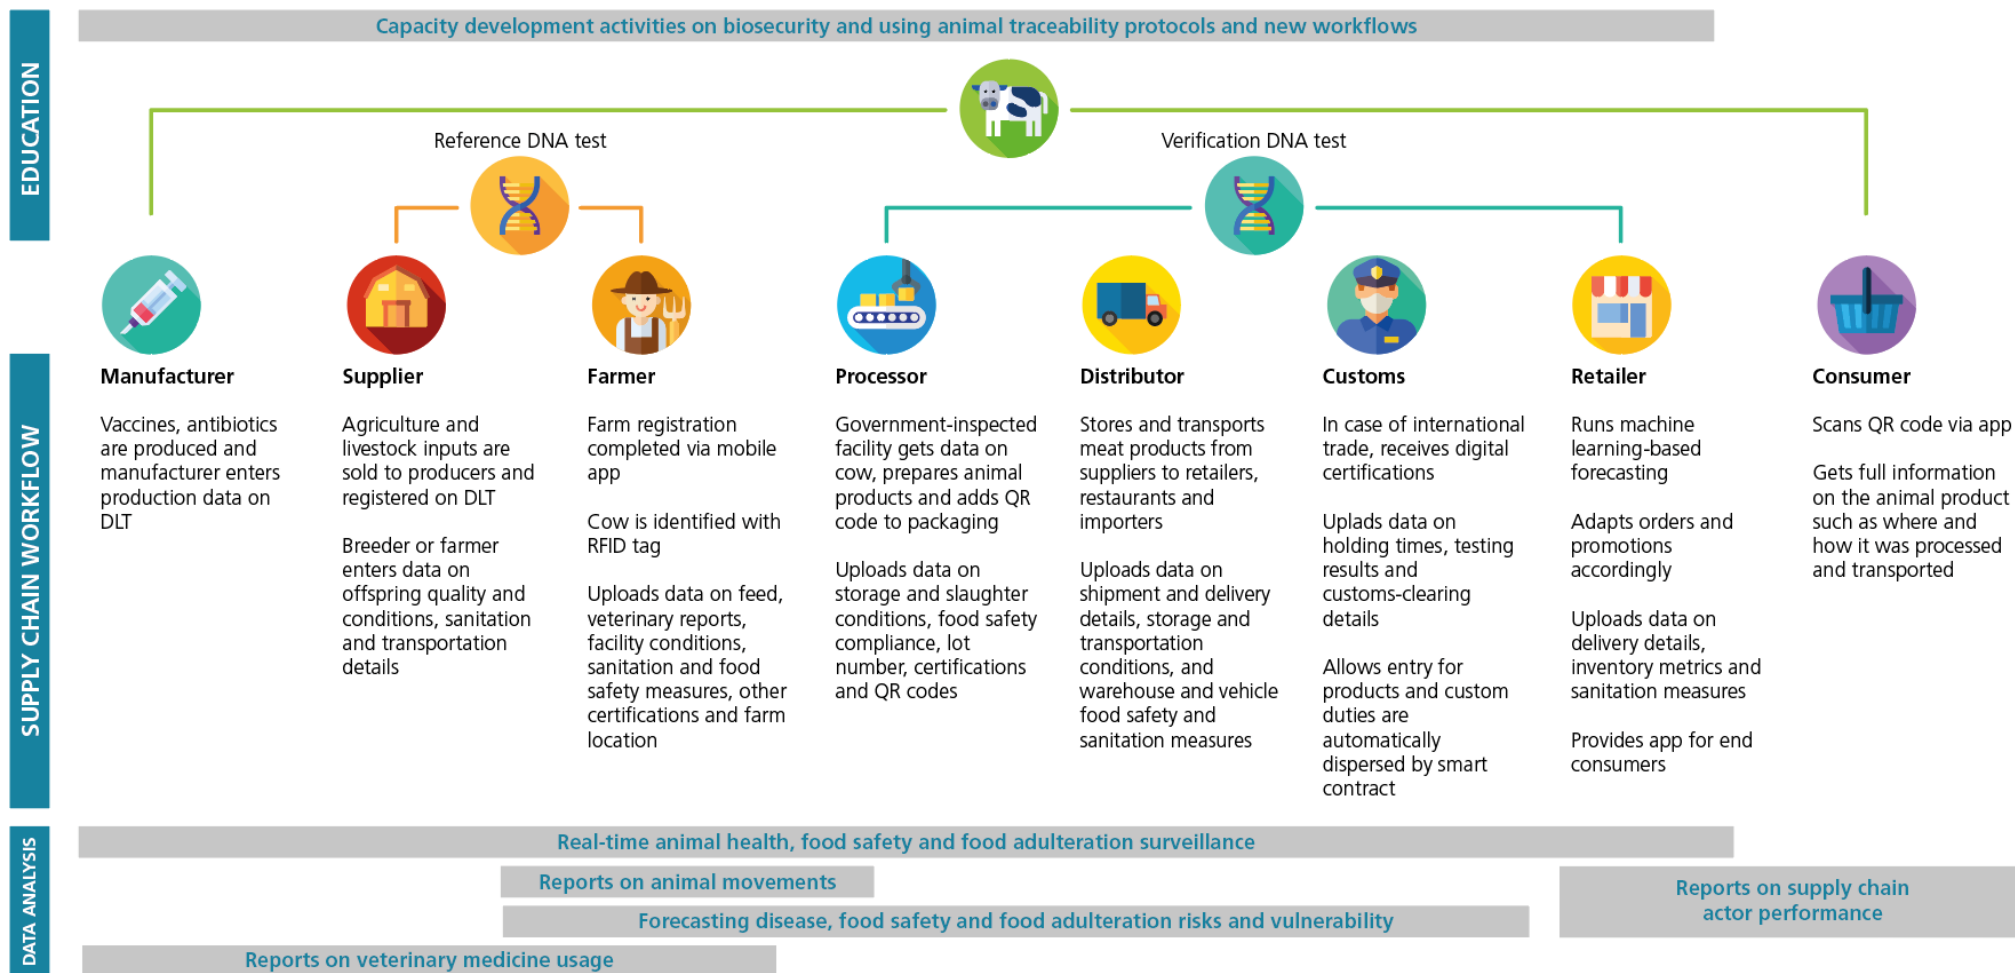 EDUCATION
Capacity development activities on biosecurity and using animal traceability protocols and new workflows
Reference DNA test
Verification DNA test
SUPPLY CHAIN WORKFLOW
Manufacturer
Vaccines, antibiotics
are produced and
manufacturer enters
production data on
DLT
Supplier
Agriculture and
livestock inputs are
sold to producers and
registered on DLT
Breeder or farmer
enters data on
offspring quality and
conditions, sanitation
and transportation
details
Farmer
Farm registration
completed via mobile
app
Cow is identified with
RFID tag
Uploads data on feed,
veterinary reports,
facility conditions,
sanitation and food
safety measures, other
certifications and farm
location
Processor
Government-inspected
facility gets data on
cow, prepares animal
products and adds QR
code to packaging
Uploads data on
storage and slaughter
conditions, food safety
compliance, lot
number, certifications
and QR codes
Distributor
Stores and transports
meat products from
suppliers to retailers,
restaurants and
importers
Uploads data on
shipment and delivery
details, storage and
transportation
conditions, and
warehouse and vehicle
food safety and
sanitation measures
Customs
In case of international
trade, receives digital
certifications
Uplads data on
holding times, testing
results and
customs-clearing
details
Allows entry for
products and custom
duties are
automatically
dispersed by smart
contract
Retailer
Runs machine
learning-based
forecasting
Adapts orders and
promotions
accordingly
Uploads data on
delivery details,
inventory metrics and
sanitation measures
Provides app for end
consumers
Consumer
Scans QR code via app
Gets full information
on the animal product
such as where and
how it was processed
and transported
DATA ANALYSIS
Real-time animal health, food safety and food adulteration surveillance
Reports on animal movements
Forecasting disease, food safety and food adulteration risks and vulnerability
Reports on veterinary medicine usage
Reports on supply chain
actor performance